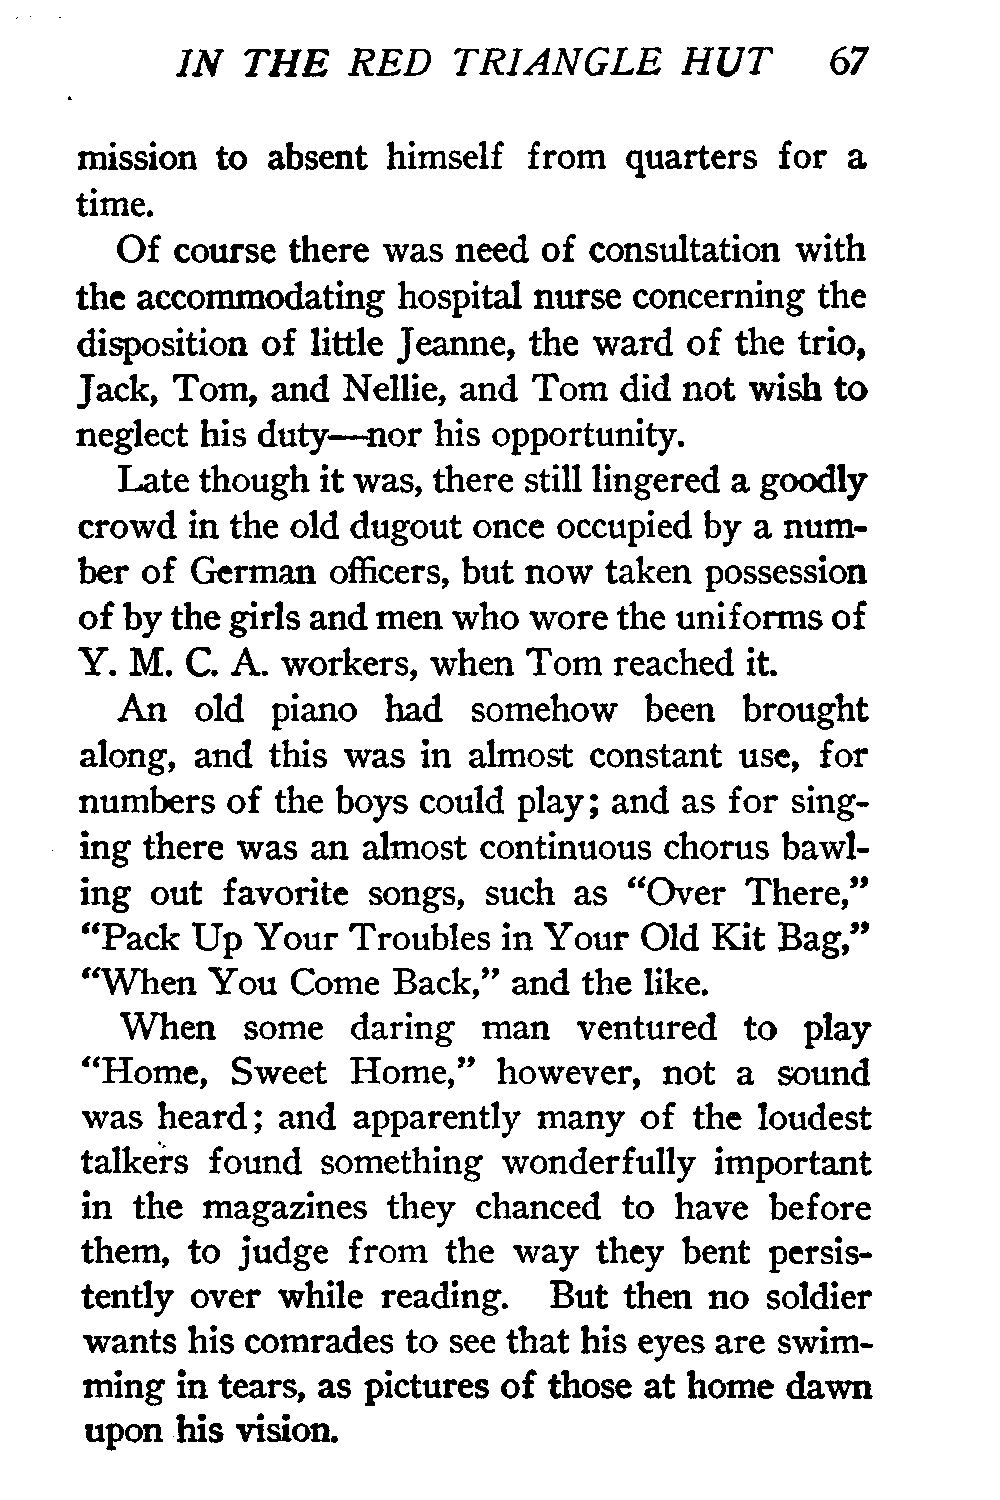 IN THE RED TRIANGLE HUT 67
mission to absent himself from quarters for a
time.
Of course there was need of consultation with
the accommodating hospital nurse concerning the
disposition of little Jeanne, the ward of the trio,
Jack, Tom, and Nellie, and Tom did not wish to
neglect his duty—nor his opportunity.
Late though it was, there still lingered a goodly
crowd in the old dugout once occupied by a num-
ber of German officers, but now taken possession
of by the girls and men who wore the uniforms of
Y. M. C. A. workers, when Tom reached it.
An old piano had somehow been brought
along, and this was in almost constant use, for
numbers of the boys could play; and as for sing-
ing there was an almost continuous chorus bawl-
ing out favorite songs, such as “Over There,”
“Pack Up Your Troubles in Your Old Kit Bag,”
“When You Come Back,” and the like.
When some daring man ventured to play
“Home, Sweet Home,” however, not a sound
was heard; and apparently many of the loudest
talkers found something wonderfully important
in the magazines they chanced to have before
them, to judge from the way they bent persis-
tently over while reading. But then no soldier
wants his comrades to see that his eyes are swim-
ming in tears, as pictures of those at home dawn
upon his vision.